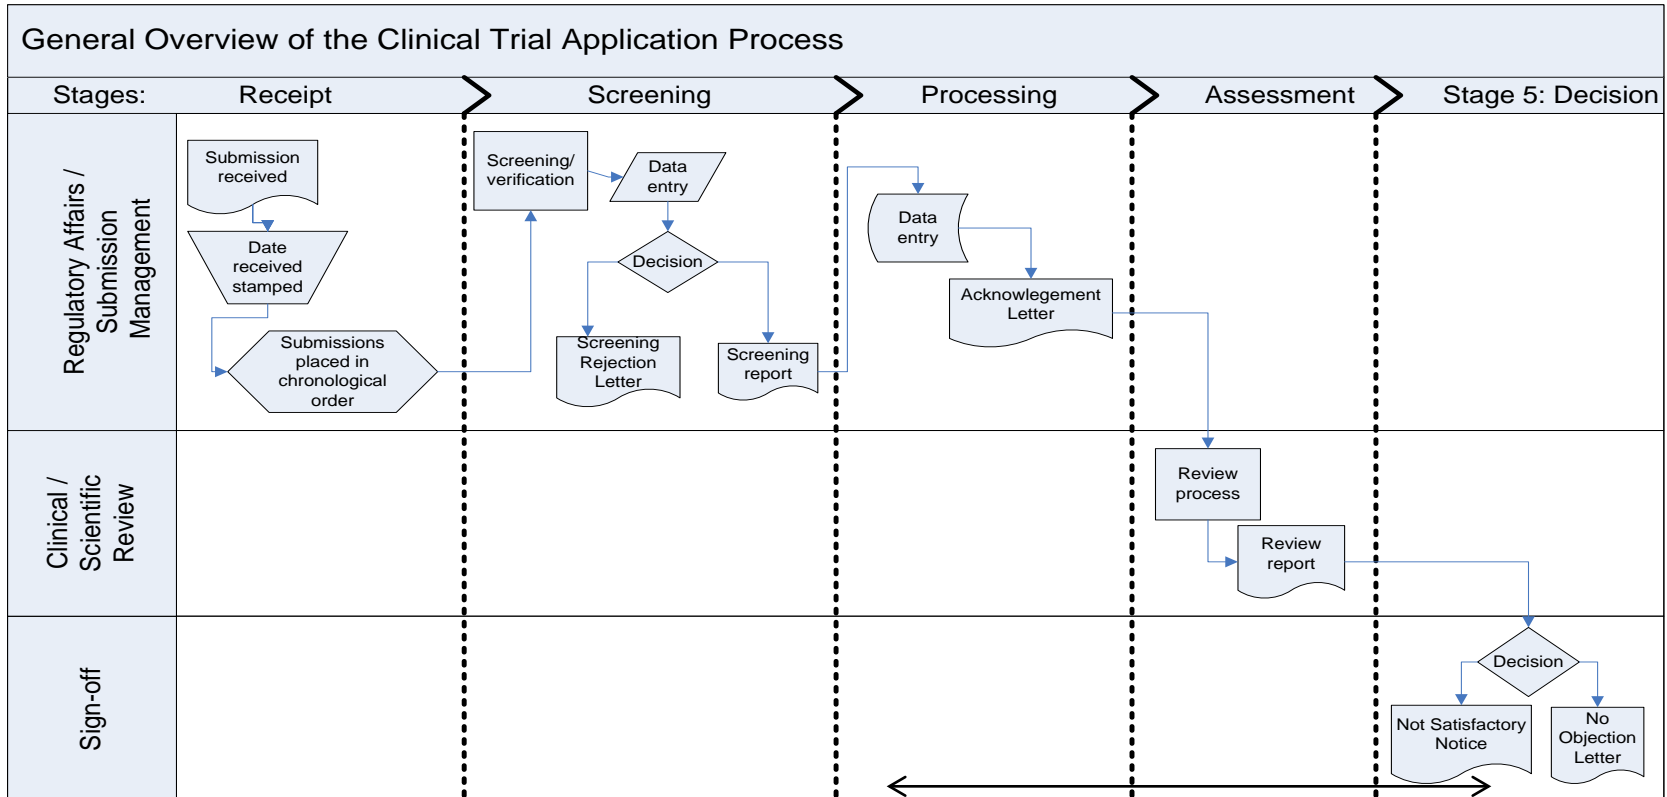 General Overview of the Clinical Trial Application Process
Stages:
Receipt
Screening
Processing
Assessment
Stage 5: Decision
Regulatory Affairs /
Submission
Management
Submission
received
Date
received
stamped
Submissions
placed in
chronological
order
Screening/
verification
Data
entry
Decision
Screening
Rejection
Letter
Screening
report
Data
entry
Acknowlegement
Letter
Clinical /
Scientific
Review
Review
process
Review
report
Sign-off
Decision
Not Satisfactory
Notice
No
Objection
Letter